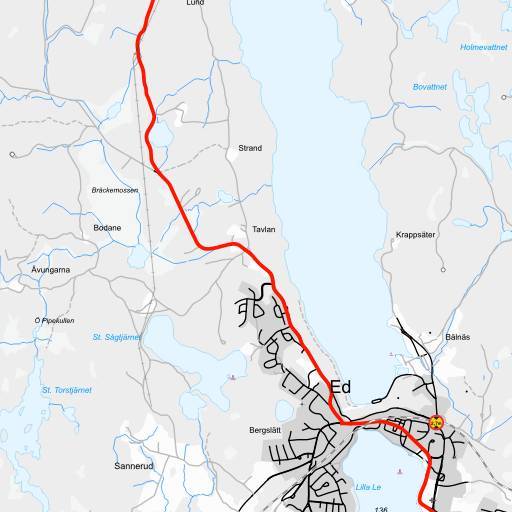 Lund
Holmevattnet
Bovattnet
Strand
Bräckemossen
Bodane
Tavlan
Krappsäter
Ävungarna
Ö Pipekullen
St. Sågtjärnet
Bälnäs
St. Torstjärnet
Ed
Bergslätt
Sannerud
Lilla Le
136